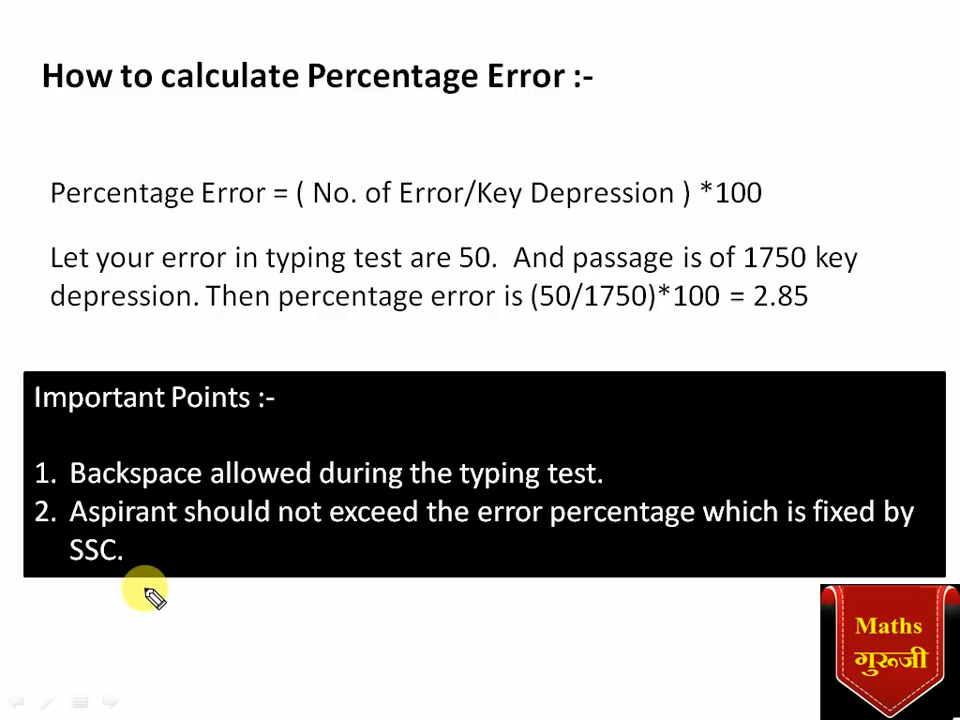 How to calculate Percentage Error :-
Percentage Error = ( No. of Error/Key Depression ) *100
Let your error in typing test are 50.  And passage is of 1750 key
depression. Then percentage error is (50/1750)*100 = 2.85
Important Points :-
1. Backspace allowed during the typing test.
2. Aspirant should not exceed the error percentage which is fixed by
SSC.
Maths
गुरूजी